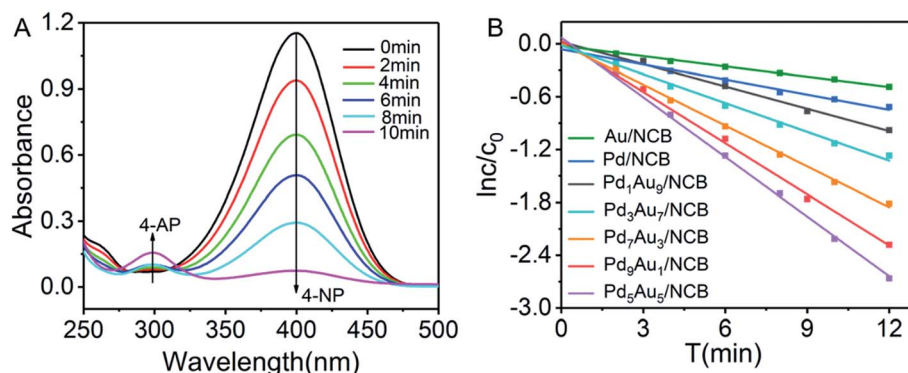 A
1.2
0.9
0.6
0.3
0.0
Absorbance
0min
2min
4min
6min
8min
10min
4-AP
4-NP
250 300 350 400 450 500
Wavelength(nm)
B
0.0
-0.6
-1.2
-1.8
-2.4
-3.0
lnc/c₀
Au/NCB
Pd/NCB
Pd₁Au₉/NCB
Pd₃Au₇/NCB
Pd₇Au₃/NCB
Pd₉Au₁/NCB
Pd₅Au₅/NCB
0 3 6 9 12
T(min)